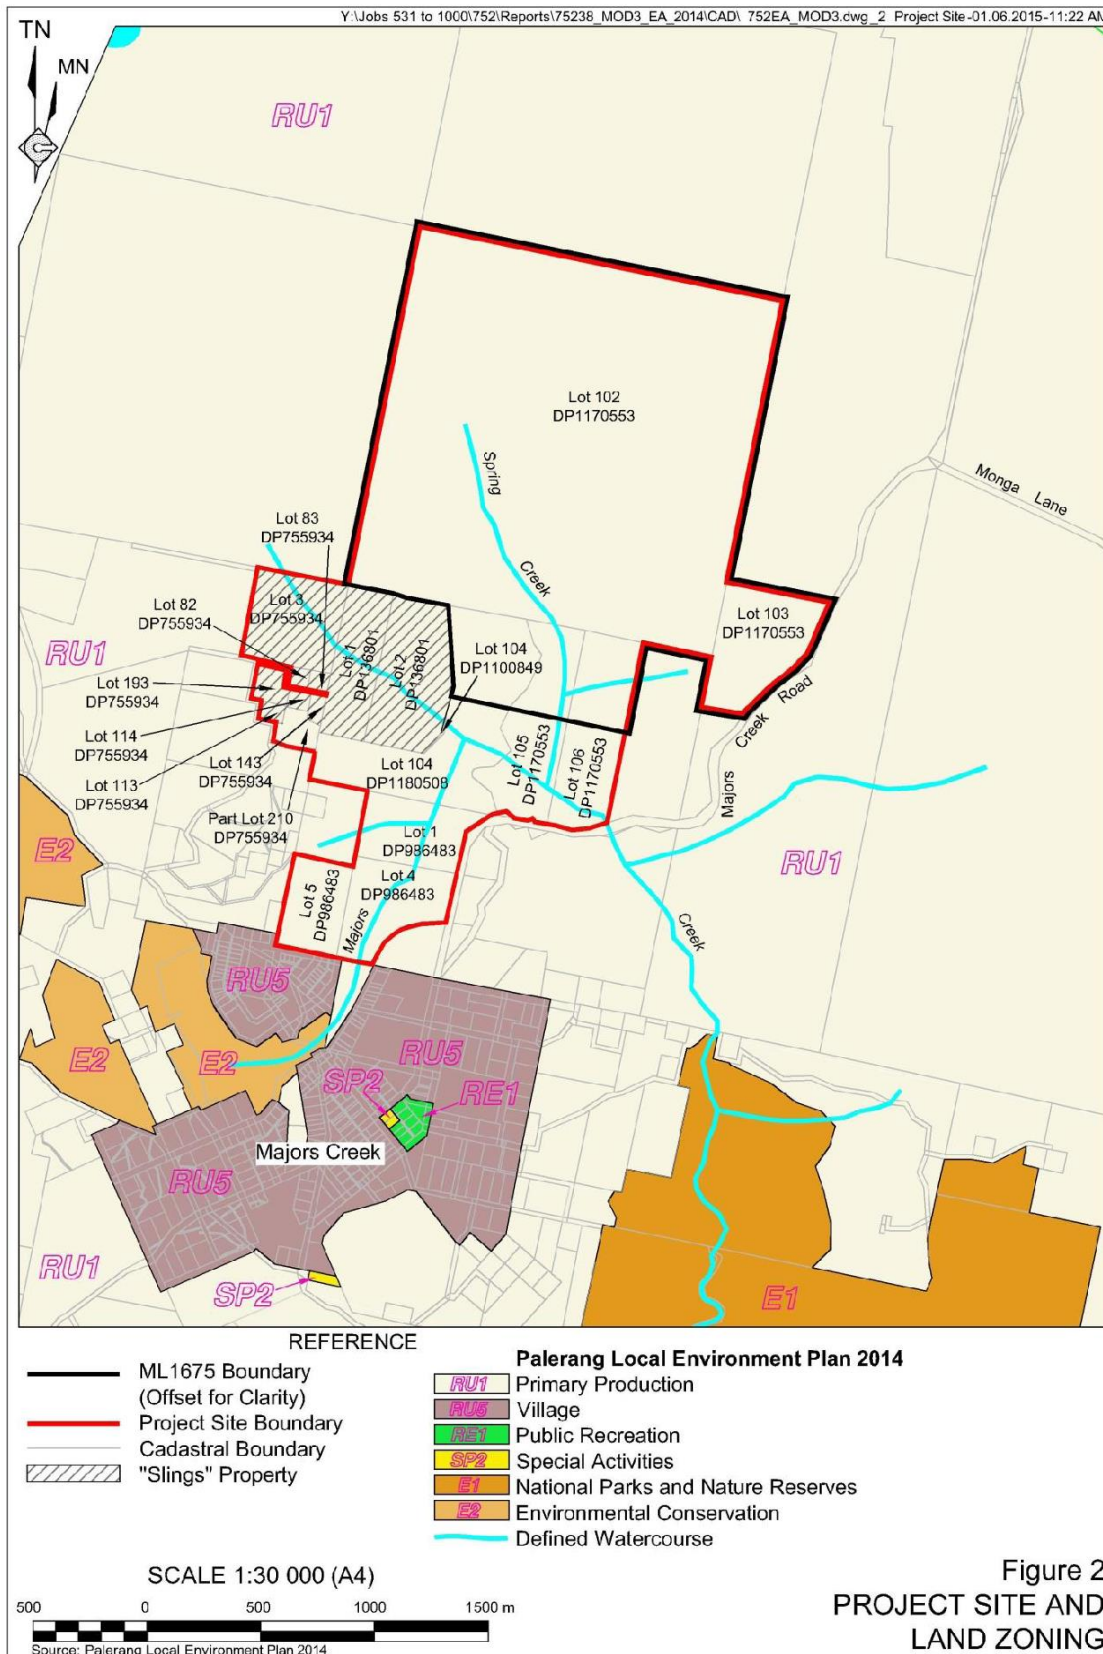 Y:\Jobs 531 to 1000\752\Reports\75238_MOD3_EA_2014\CAD\ 752EA_MOD3.dwg_2 Project Site-01.06.2015-11:22 AM
TN
MN
RU1
Lot 102
DP1170553
Spring
Creek
Monga Lane
Lot 83
DP755934
Lot 3
DP755934
Lot 82
DP755934
Lot 103
DP1170553
RU1
Lot 1
DP136801
Lot 2
DP136801
Lot 104
DP1100849
Lot 193
DP755934
Creek Road
Majors
Lot 114
DP755934
Lot 143
DP755934
Lot 104
DP1180508
Lot 105
DP1170553
Lot 106
DP1170553
Lot 113
DP755934
Part Lot 210
DP755934
Lot 1
DP986483
E2
RU1
Lot 4
DP986483
Lot 5
DP986483
Majors
Creek
RU5
E2
E2
RU5
SP2
RE1
Majors Creek
RU5
RU1
SP2
E1
REFERENCE
ML1675 Boundary
(Offset for Clarity)
Project Site Boundary
Cadastral Boundary
"Slings" Property
Palerang Local Environment Plan 2014
RU1 Primary Production
RU5 Village
RE1 Public Recreation
SP2 Special Activities
E1 National Parks and Nature Reserves
E2 Environmental Conservation
Defined Watercourse
SCALE 1:30 000 (A4)
500 0 500 1000 1500 m
Source: Palerang Local Environment Plan 2014
Figure 2
PROJECT SITE AND
LAND ZONING